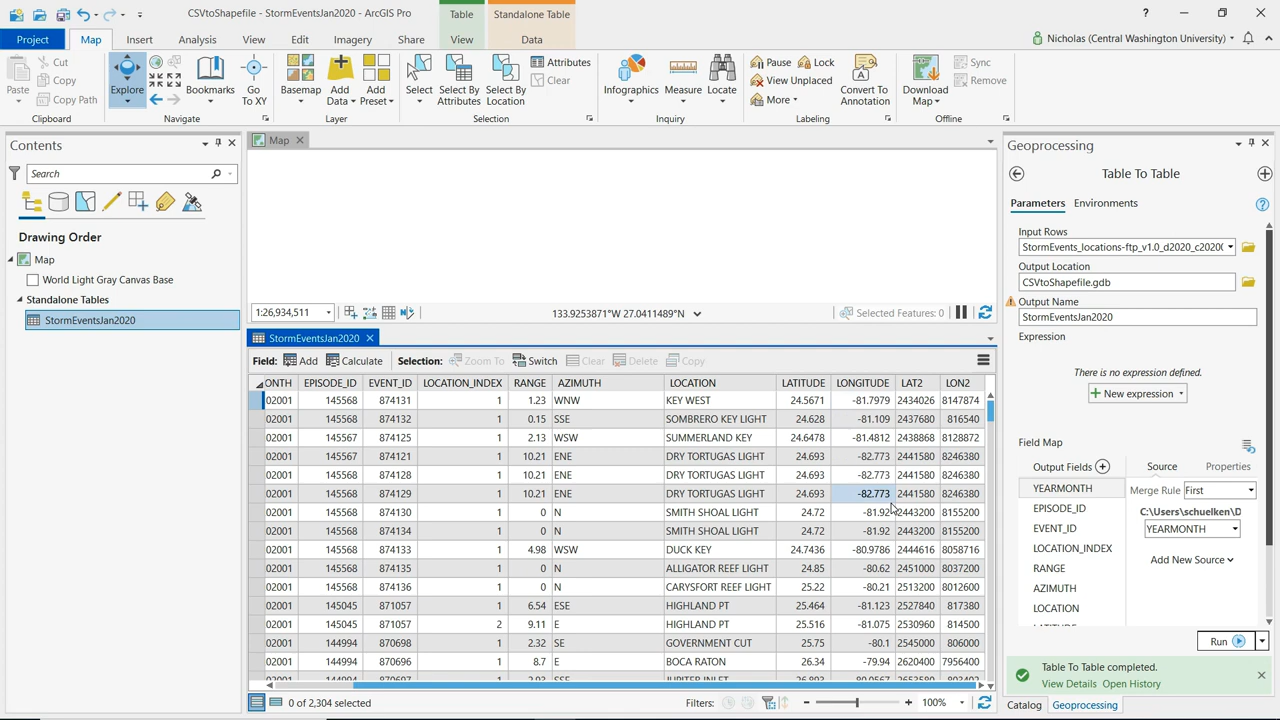 CSVtoShapefile - StormEventsJan2020 - ArcGIS Pro
Table
Standalone Table
?
Project
Map
Insert
Analysis
View
Edit
Imagery
Share
View
Data
Nicholas (Central Washington University)
Paste
Cut
Copy
Copy Path
Clipboard
Explore
Bookmarks
Go
To XY
Navigate
Basemap
Add
Data
Add
Preset
Layer
Select
Select By
Attributes
Select By
Location
Attributes
Clear
Selection
Infographics
Measure
Locate
Inquiry
Pause
Lock
View Unplaced
More
Convert To
Annotation
Labeling
Download
Map
Sync
Remove
Offline
Contents
Search
Drawing Order
Map
World Light Gray Canvas Base
Standalone Tables
StormEventsJan2020
Map
1:26,934,511
133.9253871°W 27.0411489°N
Selected Features: 0
StormEventsJan2020
Field: Add Calculate Selection: Zoom To Switch Clear Delete Copy
ONTH EPISODE_ID EVENT_ID LOCATION_INDEX RANGE AZIMUTH LOCATION LATITUDE LONGITUDE LAT2 LON2
02001 145568 874131 1 1.23 WNW KEY WEST 24.5671 -81.7979 2434026 8147874
02001 145568 874132 1 0.15 SSE SOMBRERO KEY LIGHT 24.628 -81.109 2437680 816540
02001 145567 874125 1 2.13 WSW SUMMERLAND KEY 24.6478 -81.4812 2438868 8128872
02001 145567 874121 1 10.21 ENE DRY TORTUGAS LIGHT 24.693 -82.773 2441580 8246380
02001 145568 874128 1 10.21 ENE DRY TORTUGAS LIGHT 24.693 -82.773 2441580 8246380
02001 145568 874129 1 10.21 ENE DRY TORTUGAS LIGHT 24.693 -82.773 2441580 8246380
02001 145568 874130 1 0 N SMITH SHOAL LIGHT 24.72 -81.92 2443200 8155200
02001 145568 874134 1 0 N SMITH SHOAL LIGHT 24.72 -81.92 2443200 8155200
02001 145568 874133 1 4.98 WSW DUCK KEY 24.7436 -80.9786 2444616 8058716
02001 145568 874135 1 0 N ALLIGATOR REEF LIGHT 24.85 -80.62 2451000 8037200
02001 145568 874136 1 0 N CARYSFORT REEF LIGHT 25.22 -80.21 2513200 8012600
02001 145045 871057 1 6.54 ESE HIGHLAND PT 25.464 -81.123 2527840 817380
02001 145045 871057 2 9.11 E HIGHLAND PT 25.516 -81.075 2530960 814500
02001 144994 870698 1 2.32 SE GOVERNMENT CUT 25.75 -80.1 2545000 806000
02001 144994 870696 1 8.7 E BOCA RATON 26.34 -79.94 2620400 7956400
02001 144994 870697 1 2.93 SSE JUPITER INLET 26.893 -80.0567 2653580 803402
0 of 2,304 selected
Filters:
100%
Geoprocessing
Table To Table
Parameters
Environments
?
Input Rows
StormEvents_locations-ftp_v1.0_d2020_c2020(
Output Location
CSVtoShapefile.gdb
Output Name
StormEventsJan2020
Expression
There is no expression defined.
New expression
Field Map
Output Fields
Source
Properties
YEARMONTH
EPISODE_ID
EVENT_ID
LOCATION_INDEX
RANGE
AZIMUTH
LOCATION
Merge Rule
First
C:\Users\schuelken\D
YEARMONTH
Add New Source
Run
Table To Table completed.
View Details Open History
Catalog
Geoprocessing